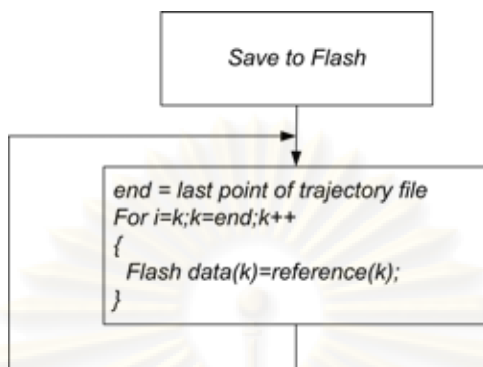 Save to Flash
end = last point of trajectory file
For i=k;k=end;k++
{
Flash data(k)=reference(k);
}